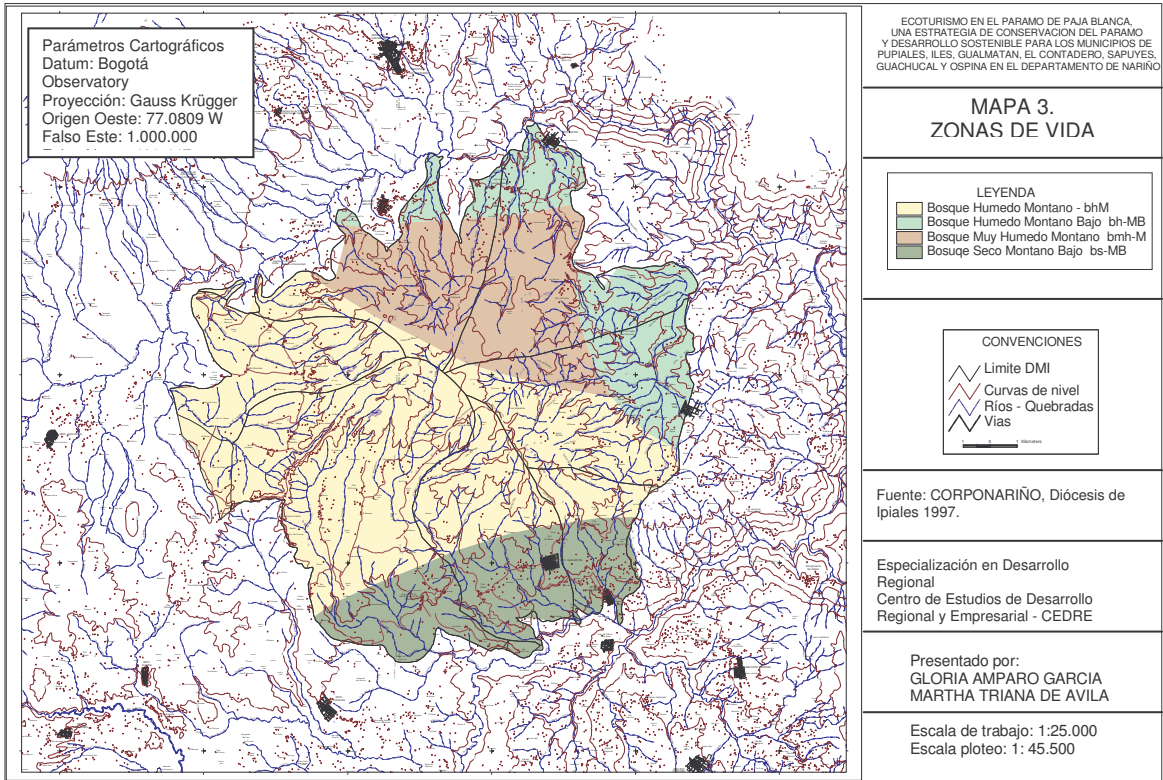 Parámetros Cartográficos
Datum: Bogotá
Observatory
Proyección: Gauss Krügger
Origen Oeste: 77.0809 W
Falso Este: 1.000.000
ECOTURISMO EN EL PARAMO DE PAJA BLANCA,
UNA ESTRATEGIA DE CONSERVACION DEL PARAMO
Y DESARROLLO SOSTENIBLE PARA LOS MUNICIPIOS DE
PUPIALES, ILES, GUALMATAN, EL CONTADERO, SAPUYES,
GUACHUCAL Y OSPINA EN EL DEPARTAMENTO DE NARIÑO
MAPA 3.
ZONAS DE VIDA
LEYENDA
Bosque Humedo Montano - bhM
Bosque Humedo Montano Bajo bh-MB
Bosque Muy Humedo Montano bmh-M
Bosuqe Seco Montano Bajo bs-MB
CONVENCIONES
Limite DMI
Curvas de nivel
Ríos - Quebradas
Vias
1 0 1 Kilometers
Fuente: CORPONARIÑO, Diócesis de
Ipiales 1997.
Especialización en Desarrollo
Regional
Centro de Estudios de Desarrollo
Regional y Empresarial - CEDRE
Presentado por:
GLORIA AMPARO GARCIA
MARTHA TRIANA DE AVILA
Escala de trabajo: 1:25.000
Escala ploteo: 1: 45.500